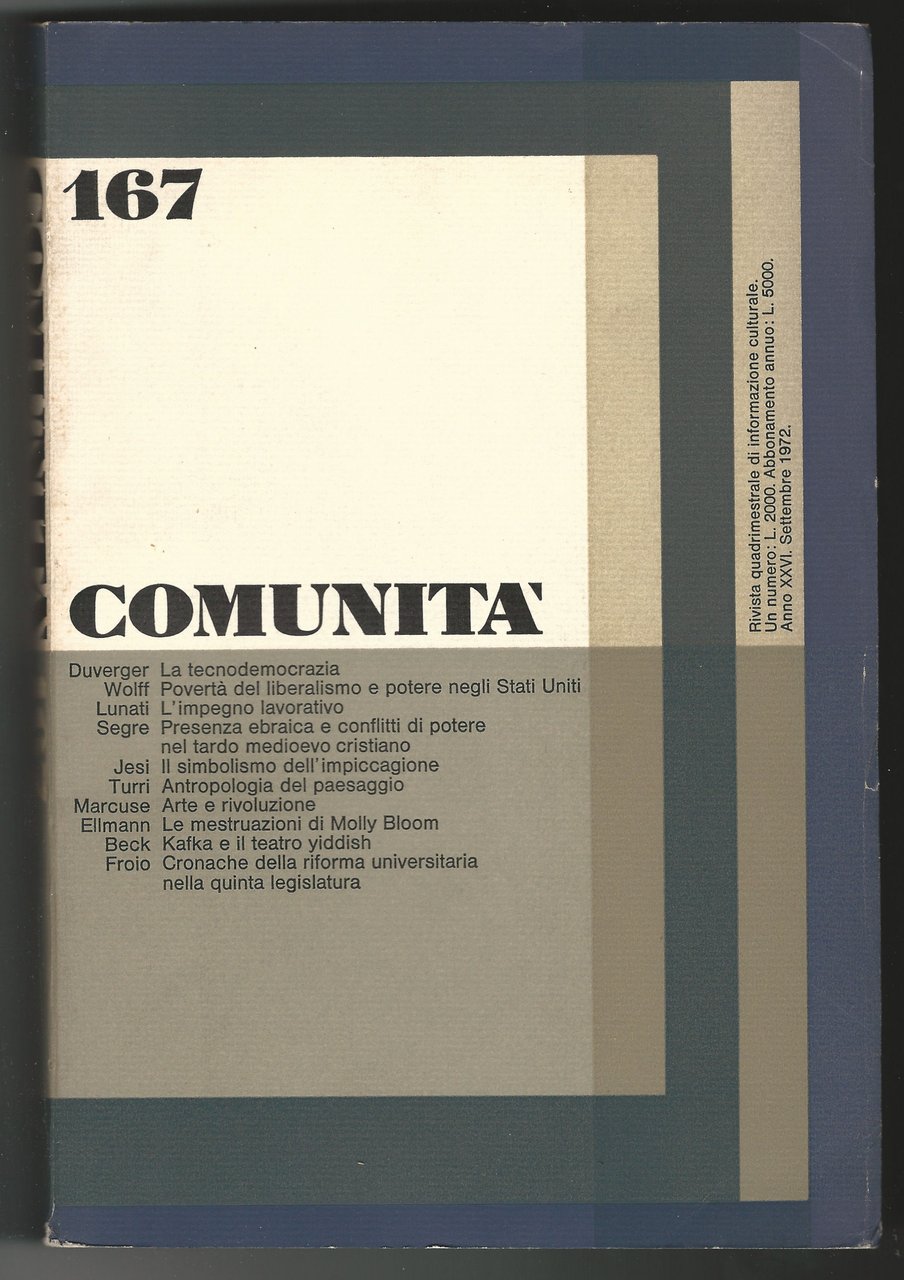 167
COMUNITA'
Duverger La tecnodemocrazia
Wolff Povertà del liberalismo e potere negli Stati Uniti
Lunati L'impegno lavorativo
Segre Presenza ebraica e conflitti di potere
nel tardo medioevo cristiano
Jesi Il simbolismo dell'impiccagione
Turri Antropologia del paesaggio
Marcuse Arte e rivoluzione
Ellmann Le mestruazioni di Molly Bloom
Beck Kafka e il teatro yiddish
Froio Cronache della riforma universitaria
nella quinta legislatura
Rivista quadrimestrale di informazione culturale.
Un numero: L. 2000. Abbonamento annuo: L. 5000.
Anno XXVI. Settembre 1972.